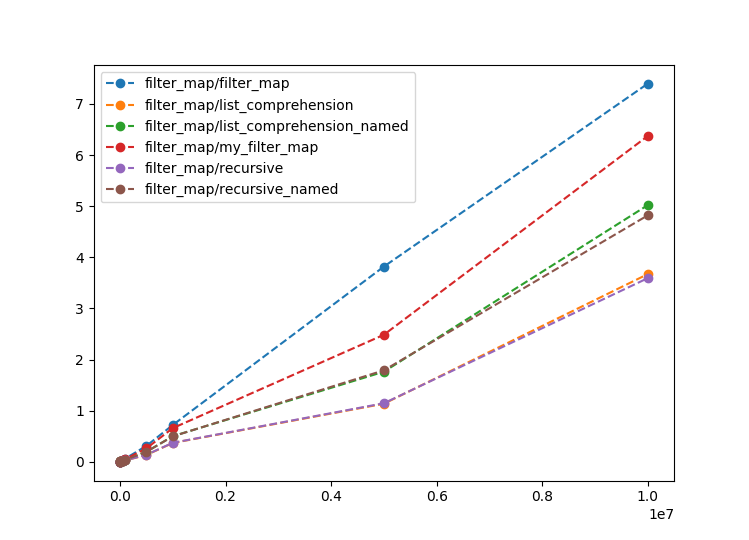 filter_map/filter_map
filter_map/list_comprehension
filter_map/list_comprehension_named
filter_map/my_filter_map
filter_map/recursive
filter_map/recursive_named
7
6
5
4
3
2
1
0
0.0 0.2 0.4 0.6 0.8 1.0
1e7